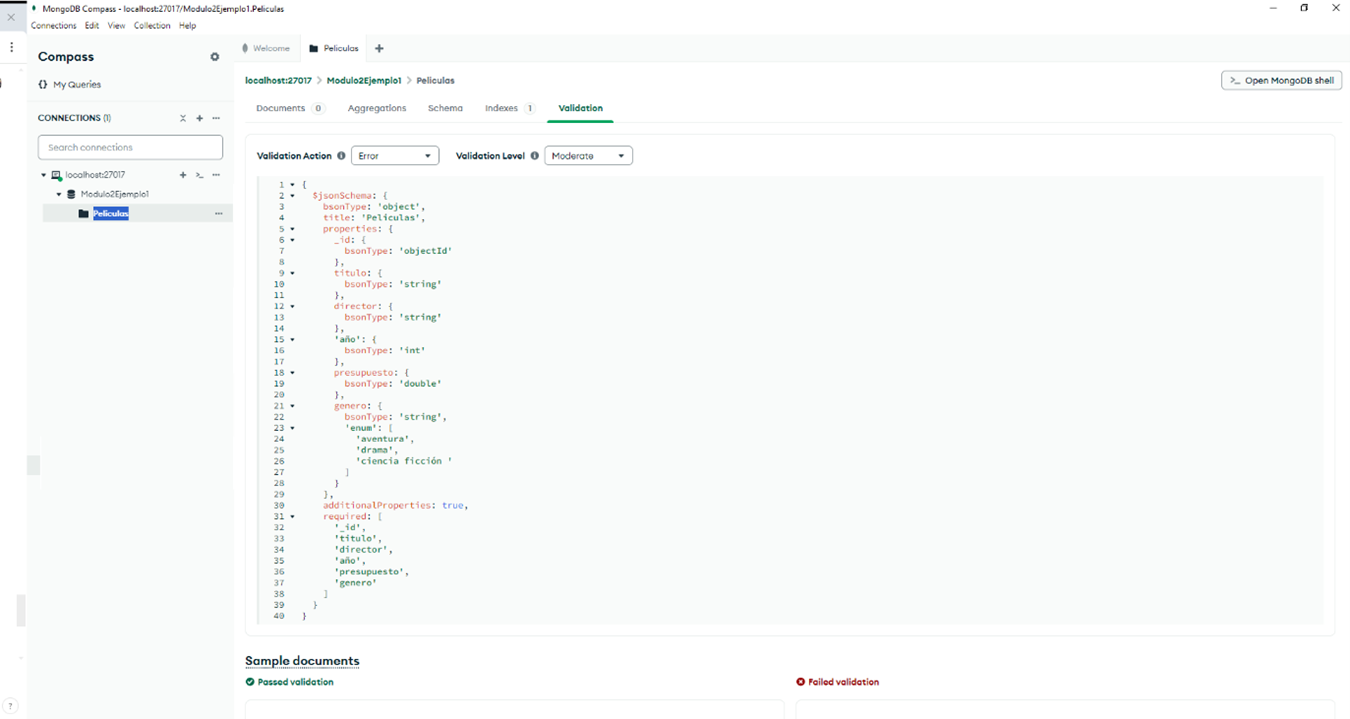 MongoDB Compass - localhost:27017/Modulo2Ejemplo1.Peliculas
Connections Edit View Collection Help
Compass
My Queries
CONNECTIONS (1)
Search connections
localhost:27017
Modulo2Ejemplo1
Peliculas
Welcome
Peliculas
localhost:27017 > Modulo2Ejemplo1 > Peliculas
>_ Open MongoDB shell
Documents 0 Aggregations Schema Indexes 1 Validation
Validation Action Error Validation Level Moderate
1 {
2 $jsonSchema: {
3 bsonType: 'object',
4 title: 'Peliculas',
5 properties: {
6 _id: {
7 bsonType: 'objectId'
8 },
9 titulo: {
10 bsonType: 'string'
11 },
12 director: {
13 bsonType: 'string'
14 },
15 'año': {
16 bsonType: 'int'
17 },
18 presupuesto: {
19 bsonType: 'double'
20 },
21 genero: {
22 bsonType: 'string',
23 'enum': [
24 'aventura',
25 'drama',
26 'ciencia ficción '
27 ]
28 }
29 },
30 additionalProperties: true,
31 required: [
32 '_id',
33 'titulo',
34 'director',
35 'año',
36 'presupuesto',
37 'genero'
38 ]
39 }
40 }
Sample documents
Passed validation
Failed validation
?